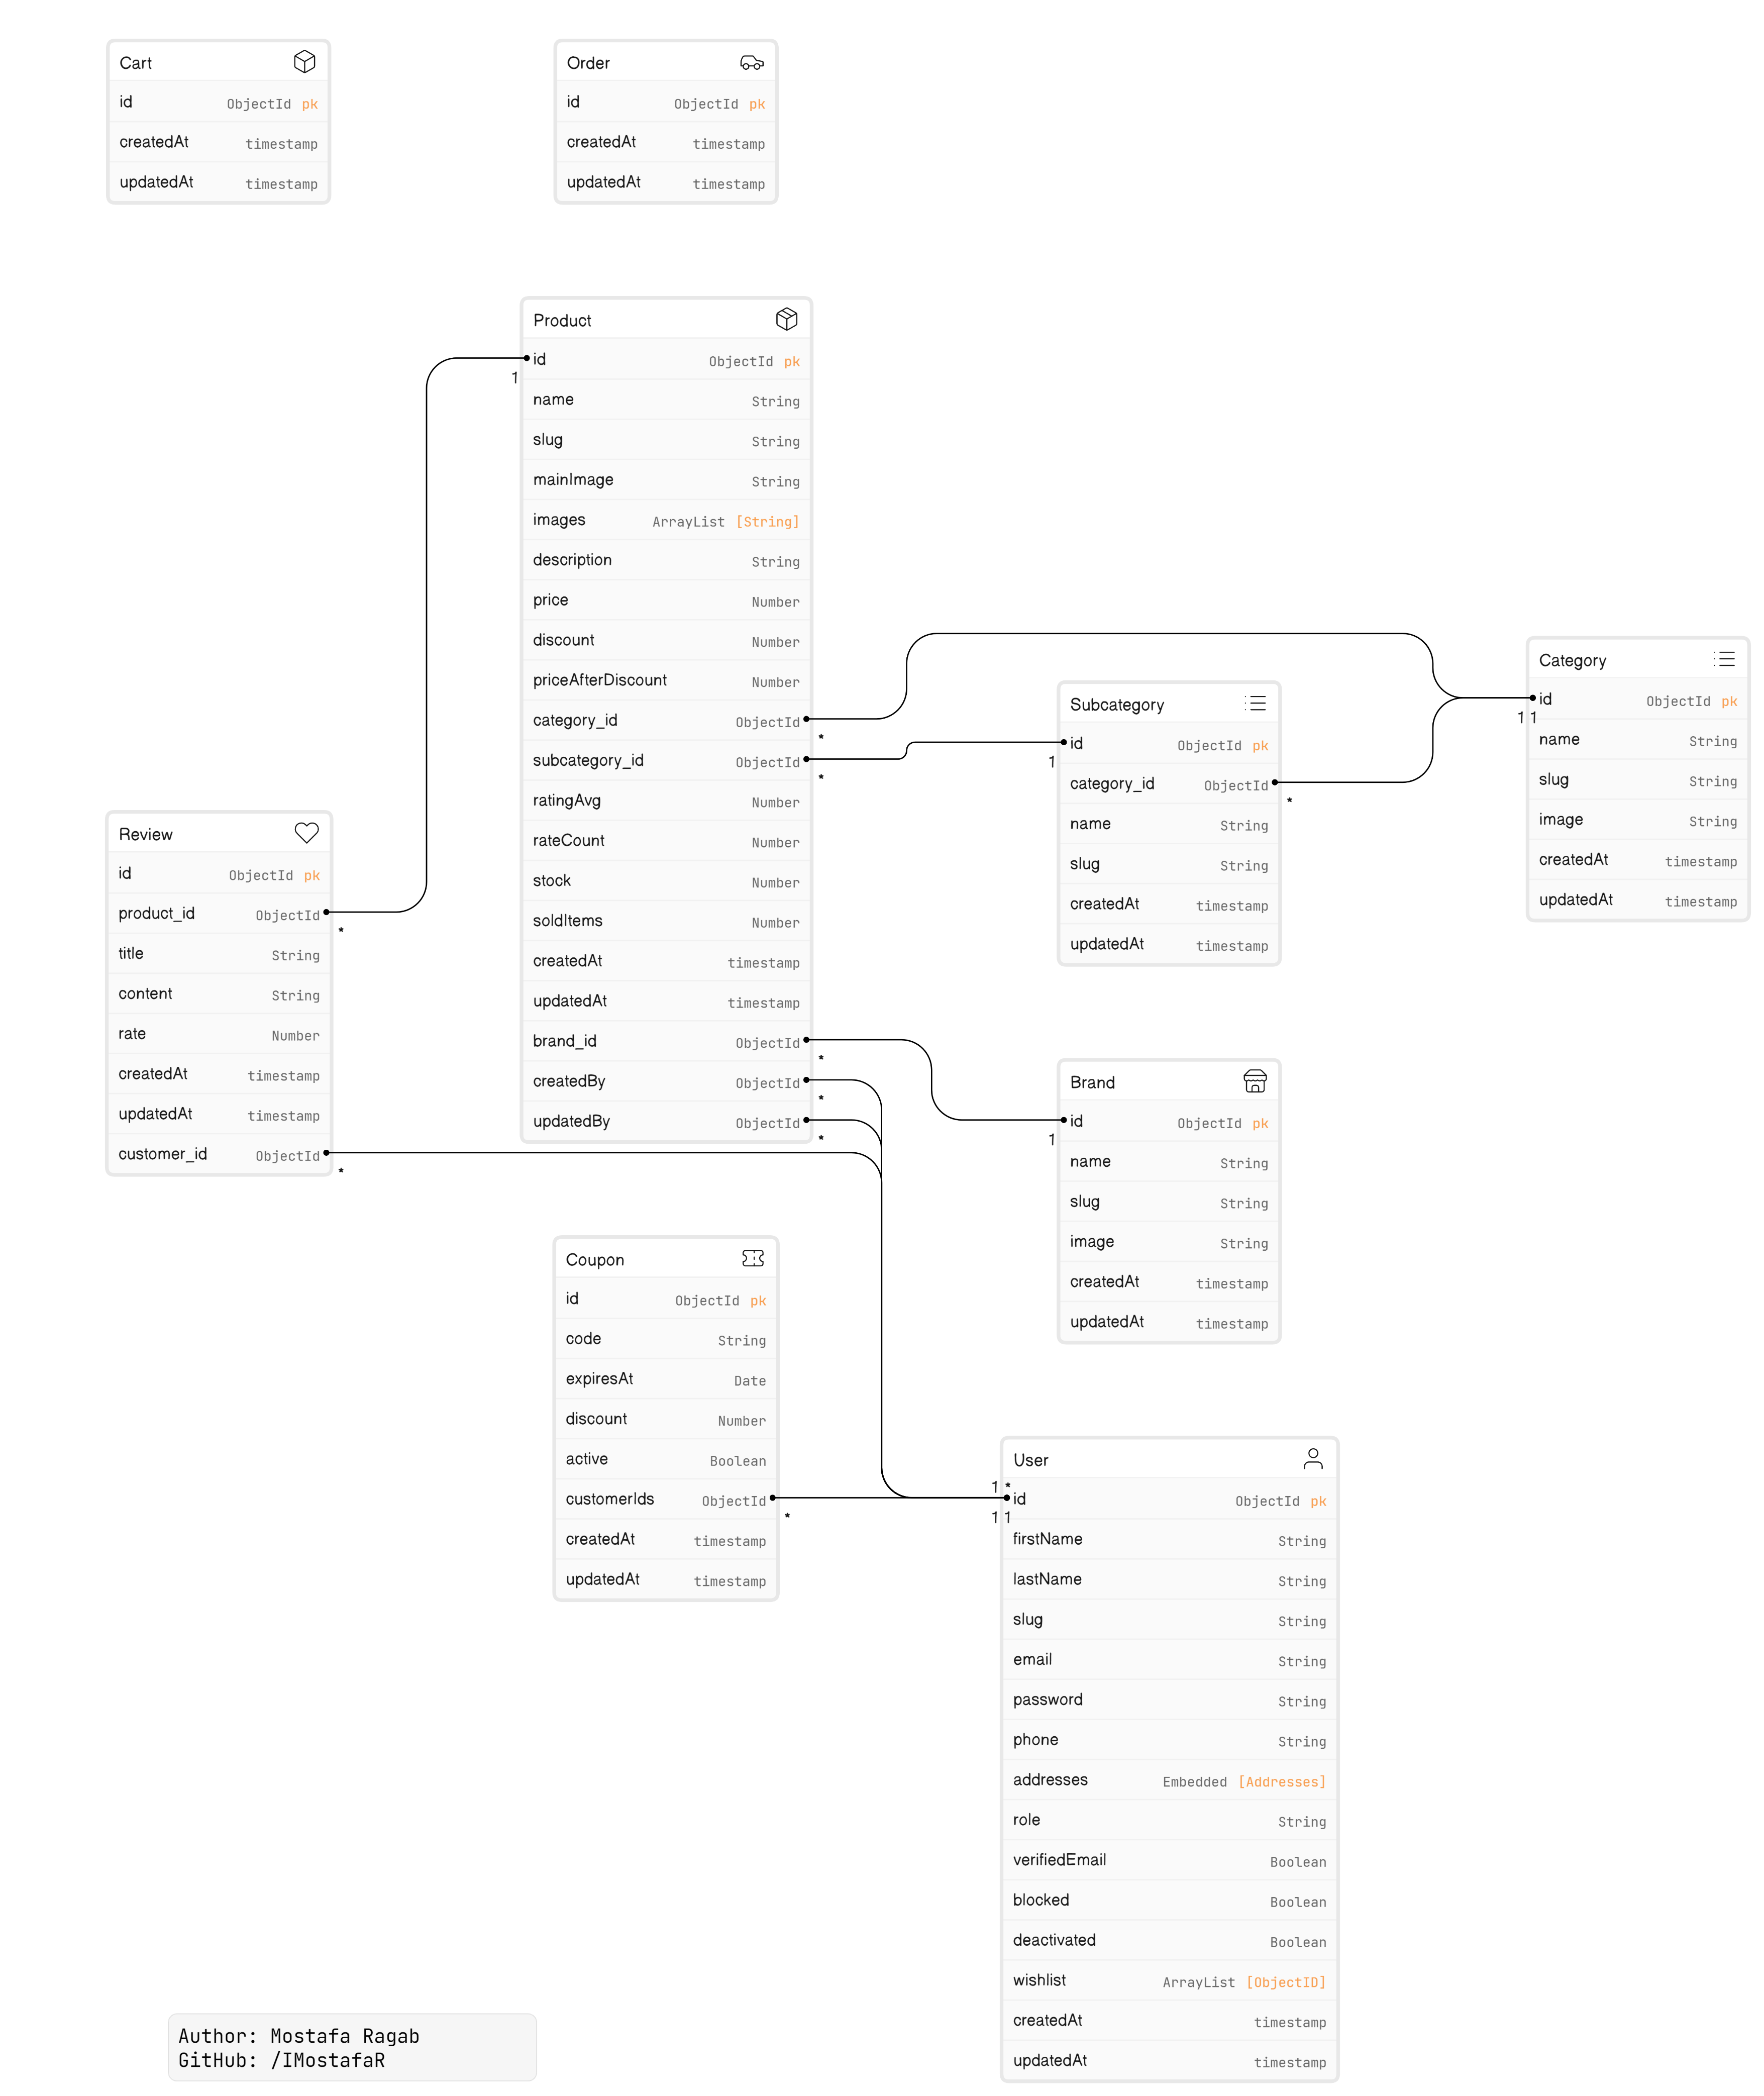 Cart
id ObjectId pk
createdAt timestamp
updatedAt timestamp
Order
id ObjectId pk
createdAt timestamp
updatedAt timestamp
Product
id ObjectId pk
1
name String
slug String
mainImage String
images ArrayList [String]
description String
price Number
discount Number
priceAfterDiscount Number
category_id ObjectId
*
subcategory_id ObjectId
*
ratingAvg Number
rateCount Number
stock Number
soldItems Number
createdAt timestamp
updatedAt timestamp
brand_id ObjectId
*
createdBy ObjectId
*
updatedBy ObjectId
*
Category
id ObjectId pk
1 1
name String
slug String
image String
createdAt timestamp
updatedAt timestamp
Subcategory
id ObjectId pk
1
category_id ObjectId
*
name String
slug String
createdAt timestamp
updatedAt timestamp
Review
id ObjectId pk
product_id ObjectId
*
title String
content String
rate Number
createdAt timestamp
updatedAt timestamp
customer_id ObjectId
*
Brand
id ObjectId pk
1
name String
slug String
image String
createdAt timestamp
updatedAt timestamp
Coupon
id ObjectId pk
code String
expiresAt Date
discount Number
active Boolean
customerIds ObjectId
*
createdAt timestamp
updatedAt timestamp
User
1 *
id ObjectId pk
1 1
firstName String
lastName String
slug String
email String
password String
phone String
addresses Embedded [Addresses]
role String
verifiedEmail Boolean
blocked Boolean
deactivated Boolean
wishlist ArrayList [ObjectID]
createdAt timestamp
updatedAt timestamp
Author: Mostafa Ragab
GitHub: /IMostafaR